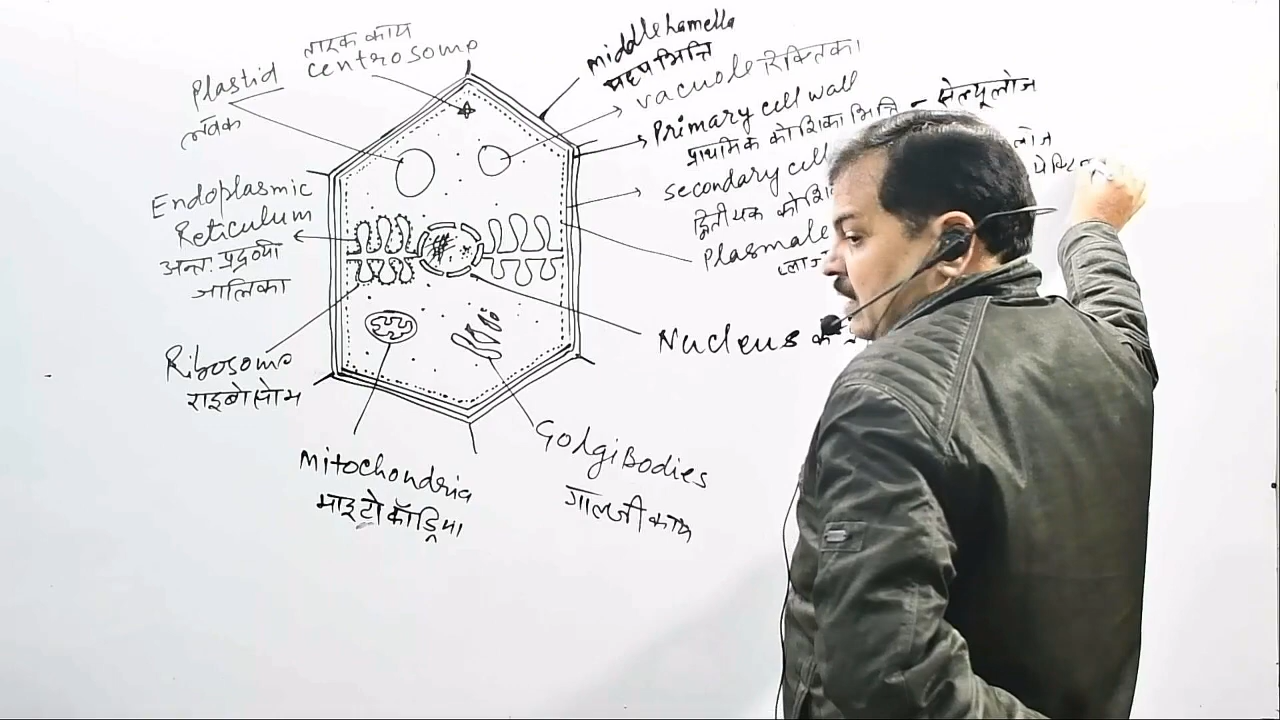 तारक काय
centrosome
Plastid
लवक
Endoplasmic
Reticulum
अन्त: प्रद्रव्यी
जालिका
Ribosome
राइबोसोम
Mitochondria
माइटोकॉड्रिया
Golgi Bodies
गाल्जी काय
middle Lamella
मध्य भित्ति
vacuole रिक्तिका
Primary cell wall
प्राथमिक कोशिका भित्ति - सेल्यूलोज
secondary cell
द्वितीयक
Plasmale
Nucleus